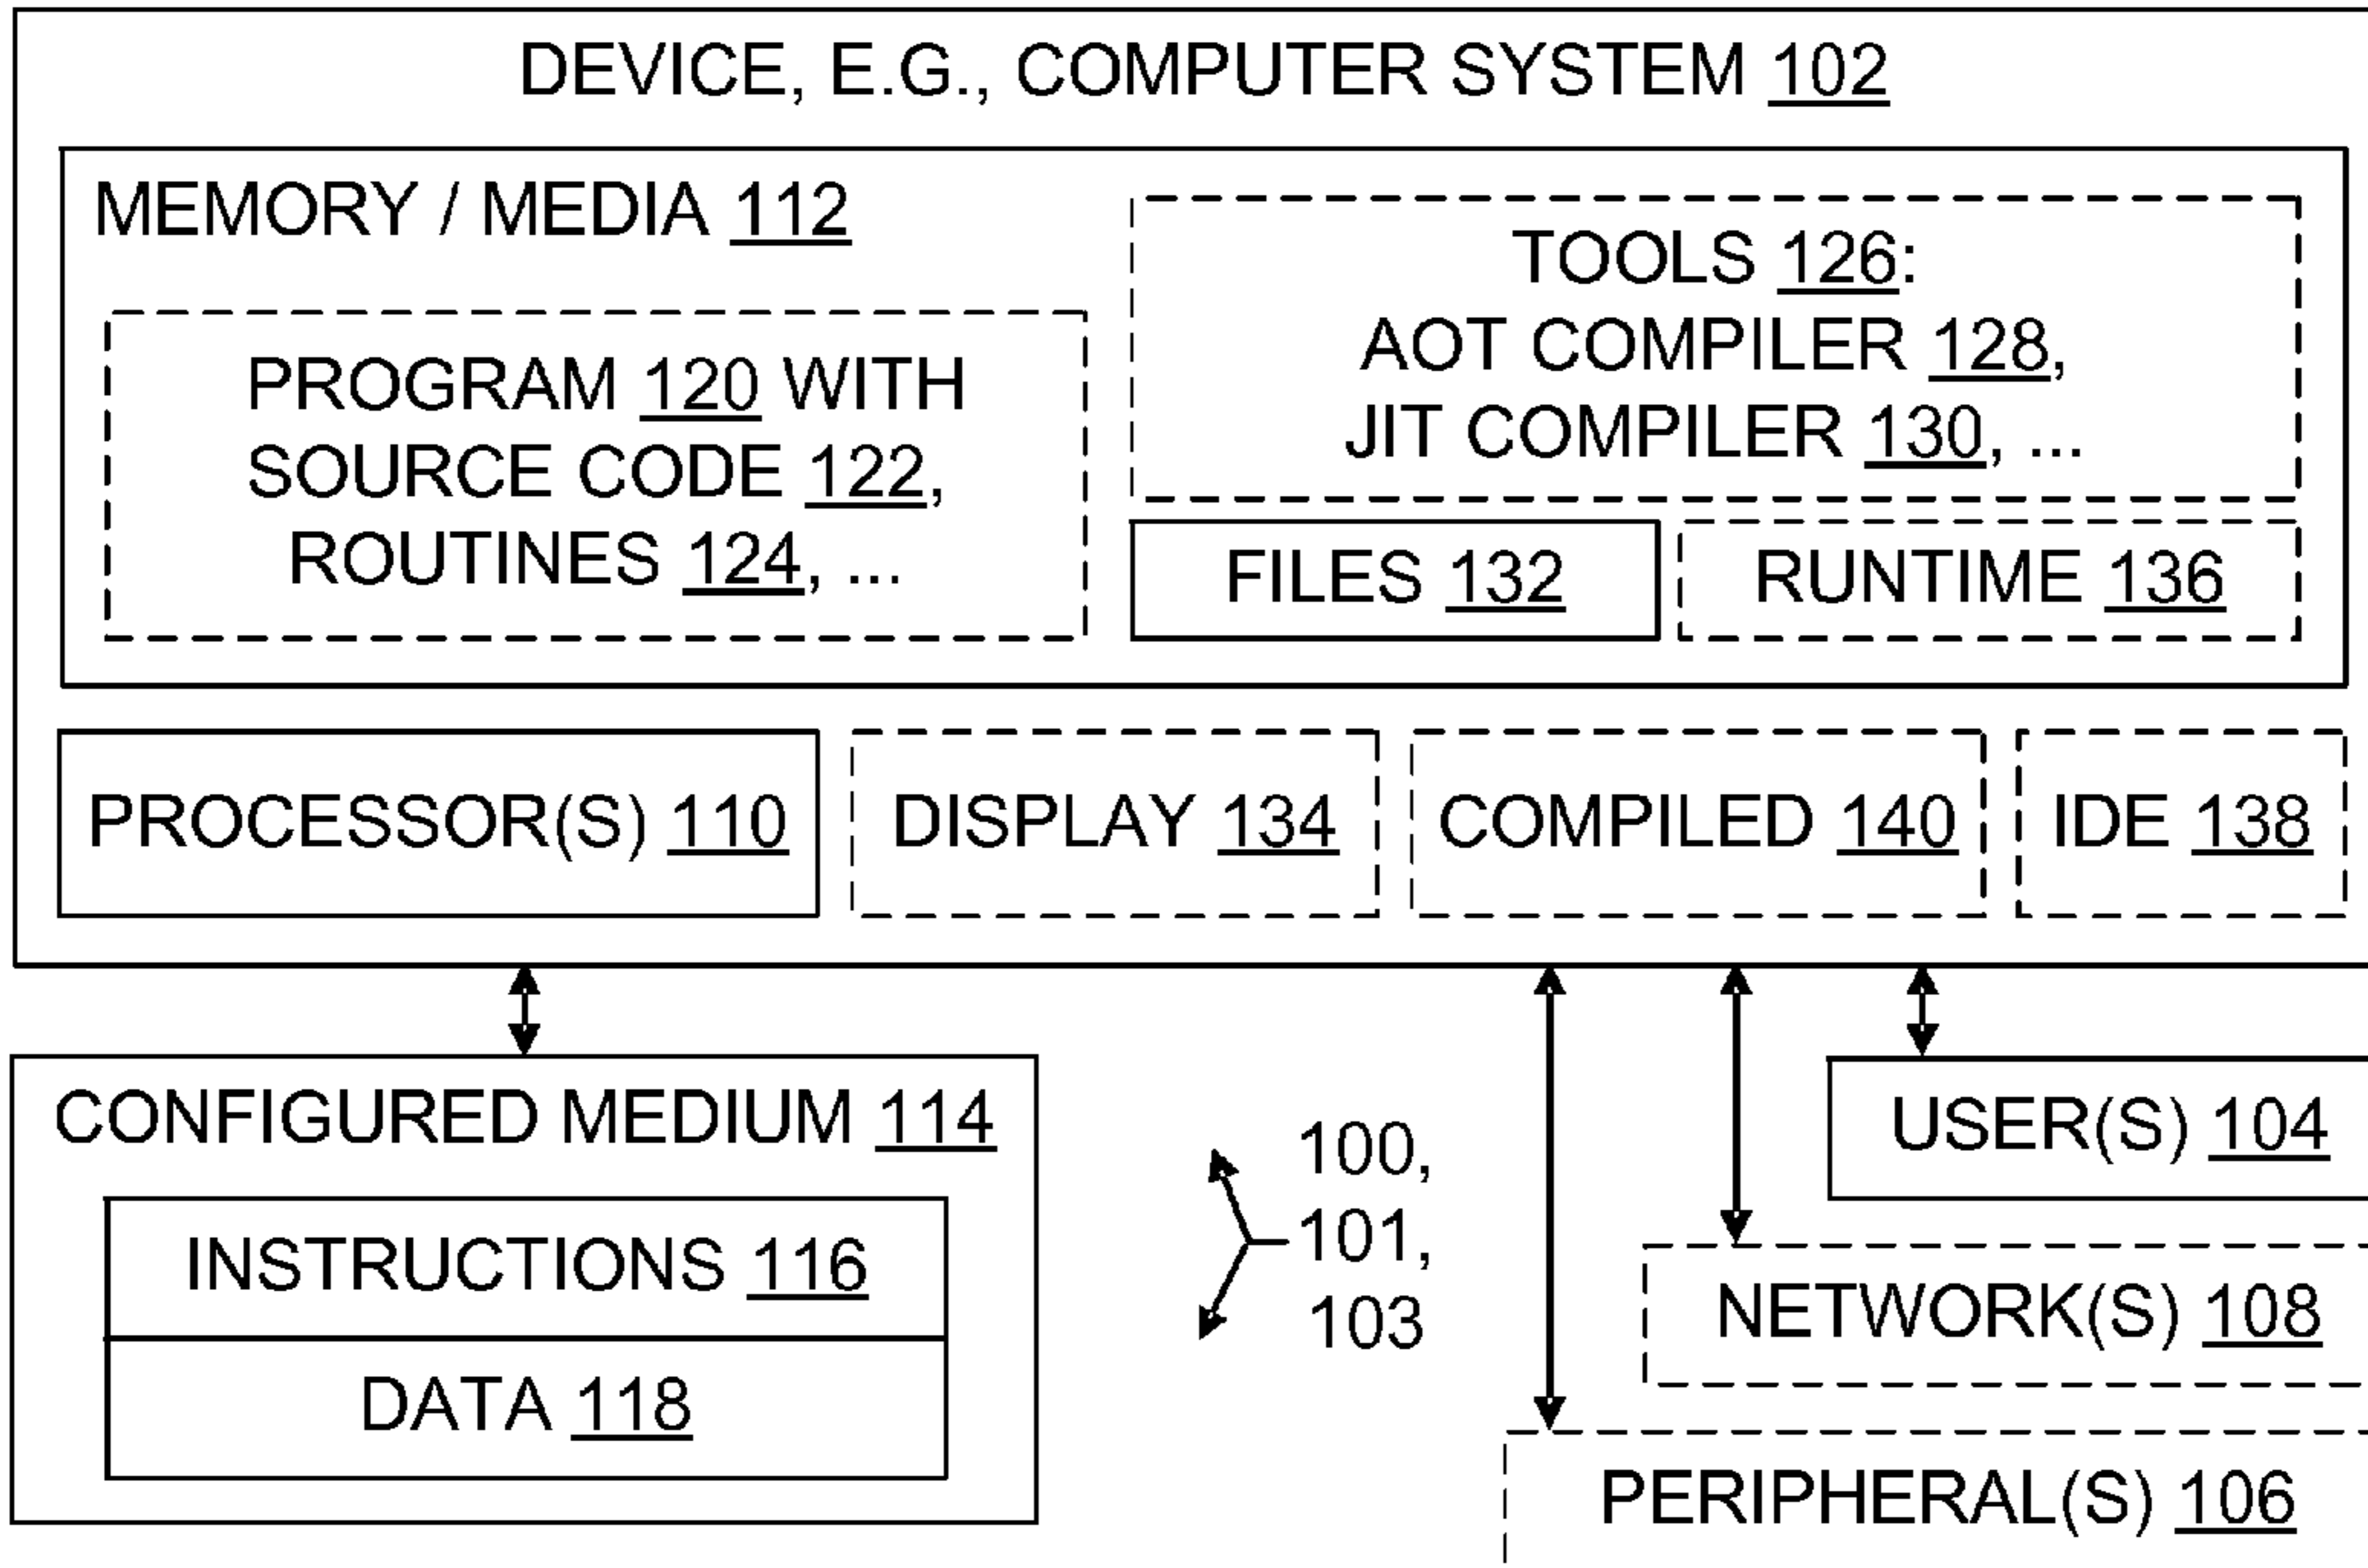 DEVICE, E.G., COMPUTER SYSTEM 102
MEMORY / MEDIA 112
PROGRAM 120 WITH
SOURCE CODE 122,
ROUTINES 124, ...
TOOLS 126:
AOT COMPILER 128,
JIT COMPILER 130, ...
FILES 132
RUNTIME 136
PROCESSOR(S) 110
DISPLAY 134
COMPILED 140
IDE 138
CONFIGURED MEDIUM 114
INSTRUCTIONS 116
DATA 118
100,
101,
103
USER(S) 104
NETWORK(S) 108
PERIPHERAL(S) 106